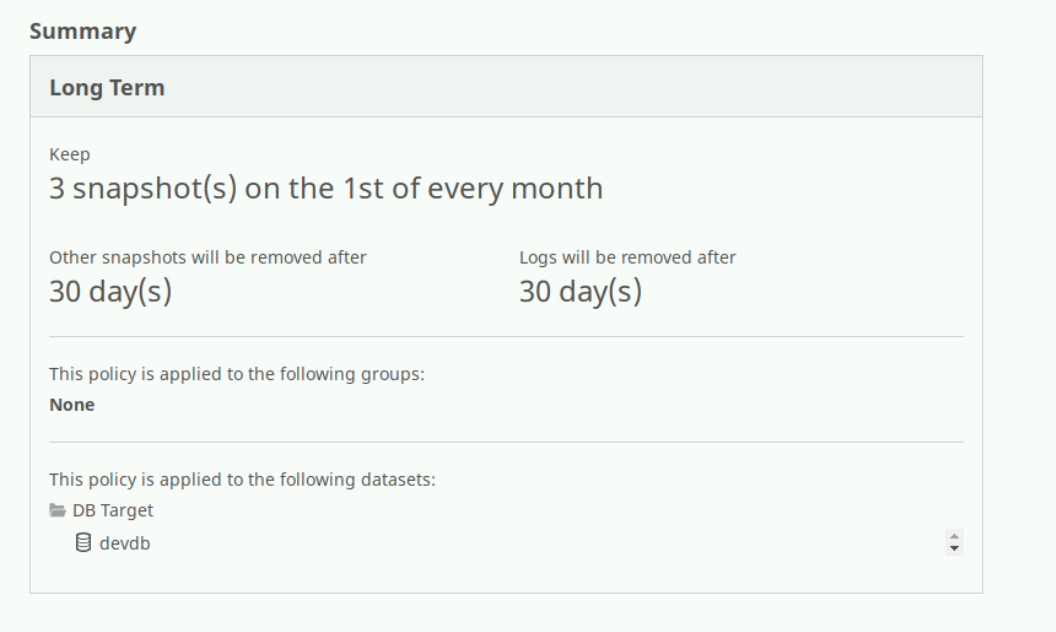 Summary
Long Term
Keep
3 snapshot(s) on the 1st of every month
Other snapshots will be removed after
30 day(s)
Logs will be removed after
30 day(s)
This policy is applied to the following groups:
None
This policy is applied to the following datasets:
DB Target
devdb